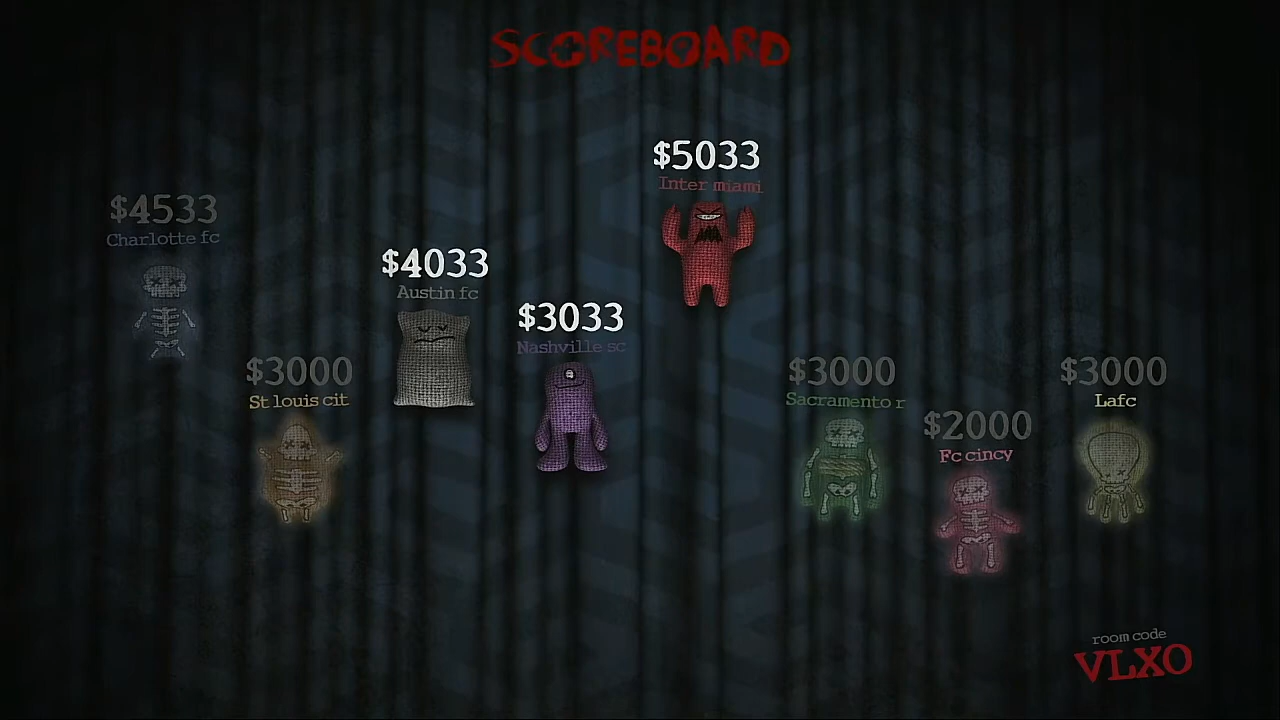 SCOREBOARD
$4533
Charlotte fc
$3000
St louis cit
$4033
Austin fc
$3033
Nashville sc
$5033
Inter miami
$3000
Sacramento r
$2000
Fc cincy
$3000
Lafc
room code
VLXO